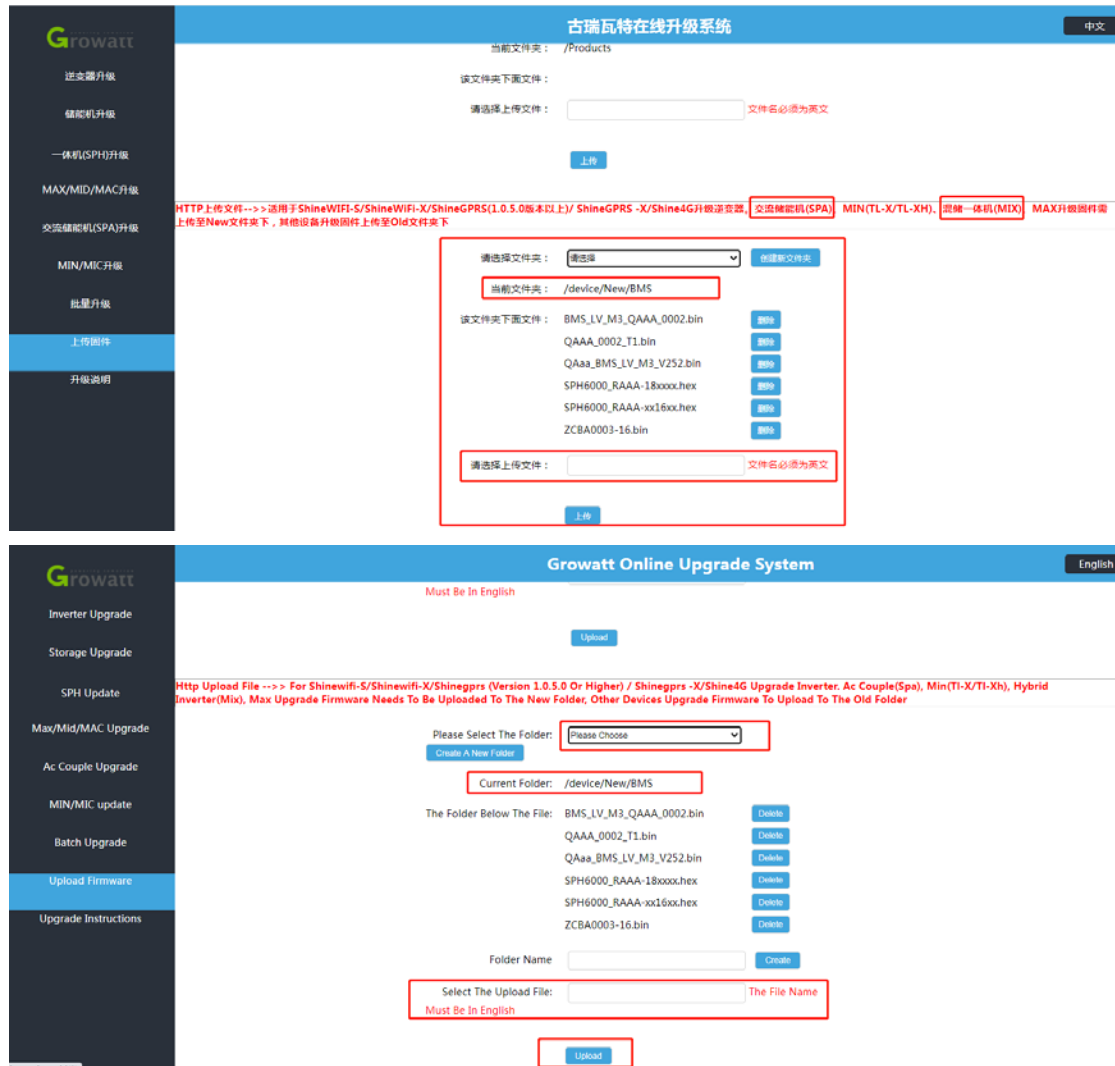 Growatt
古瑞瓦特在线升级系统
中文
逆变器升级
储能机升级
一体机(SPH)升级
MAX/MID/MAC升级
交流储能机(SPA)升级
MIN/MIC升级
批量升级
上传固件
升级说明
当前文件夹： /Products
该文件夹下面文件：
请选择上传文件： 文件名必须为英文
上传
HTTP上传文件-->>适用于ShineWIFI-S/ShineWiFi-X/ShineGPRS(1.0.5.0版本以上)/ ShineGPRS -X/Shine4G升级逆变器、交流储能机(SPA)、MIN(TL-X/TL-XH)、混储一体机(MIX)、MAX升级固件需
上传至New文件夹下，其他设备升级固件上传至Old文件夹下
请选择文件夹： 请选择 创建新文件夹
当前文件夹： /device/New/BMS
该文件夹下面文件： BMS_LV_M3_QAAA_0002.bin 删除
QAAA_0002_T1.bin 删除
QAaa_BMS_LV_M3_V252.bin 删除
SPH6000_RAAA-18xxxx.hex 删除
SPH6000_RAAA-xx16xx.hex 删除
ZCBA0003-16.bin 删除
请选择上传文件： 文件名必须为英文
上传
Growatt
Growatt Online Upgrade System
English
Inverter Upgrade
Storage Upgrade
SPH Update
Max/Mid/MAC Upgrade
Ac Couple Upgrade
MIN/MIC update
Batch Upgrade
Upload Firmware
Upgrade Instructions
Must Be In English
Upload
Http Upload File -->> For Shinewifi-S/Shinewifi-X/Shinegprs (Version 1.0.5.0 Or Higher) / Shinegprs -X/Shine4G Upgrade Inverter. Ac Couple(Spa), Min(Tl-X/Tl-Xh), Hybrid
Inverter(Mix), Max Upgrade Firmware Needs To Be Uploaded To The New Folder, Other Devices Upgrade Firmware To Upload To The Old Folder
Please Select The Folder: Please Choose
Create A New Folder
Current Folder: /device/New/BMS
The Folder Below The File: BMS_LV_M3_QAAA_0002.bin Delete
QAAA_0002_T1.bin Delete
QAaa_BMS_LV_M3_V252.bin Delete
SPH6000_RAAA-18xxxx.hex Delete
SPH6000_RAAA-xx16xx.hex Delete
ZCBA0003-16.bin Delete
Folder Name Create
Select The Upload File: The File Name
Must Be In English
Upload